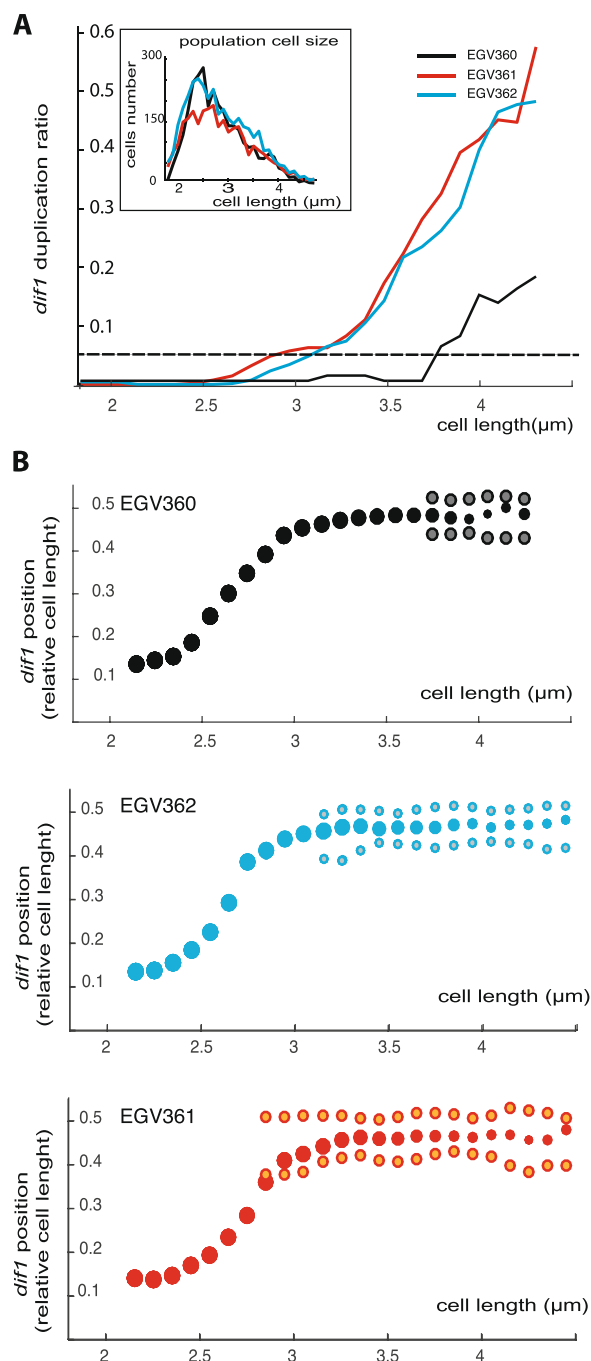 A
dif1 duplication ratio
0.6
0.5
0.4
0.3
0.2
0.1
2
2.5
3
3.5
4
cell length(µm)
population cell size
cells number
300
150
0
2
3
4
cell length (µm)
EGV360
EGV361
EGV362
B
EGV360
dif1 position
(relative cell lenght)
0.5
0.4
0.3
0.2
0.1
cell length (µm)
2
2.5
3
3.5
4
EGV362
dif1 position
(relative cell lenght)
0.5
0.4
0.3
0.2
0.1
cell length (µm)
2
2.5
3
3.5
4
EGV361
dif1 position
(relative cell lenght)
0.5
0.4
0.3
0.2
0.1
cell length (µm)
2
2.5
3
3.5
4